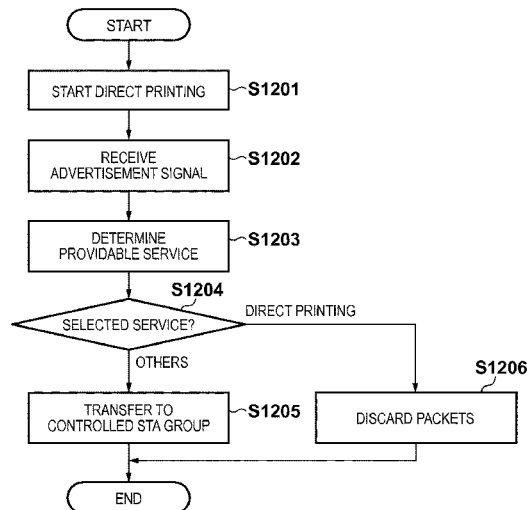 START
START DIRECT PRINTING
S1201
RECEIVE
ADVERTISEMENT SIGNAL
S1202
DETERMINE
PROVIDABLE SERVICE
S1203
S1204
SELECTED SERVICE?
DIRECT PRINTING
OTHERS
TRANSFER TO
CONTROLLED STA GROUP
S1205
S1206
DISCARD PACKETS
END